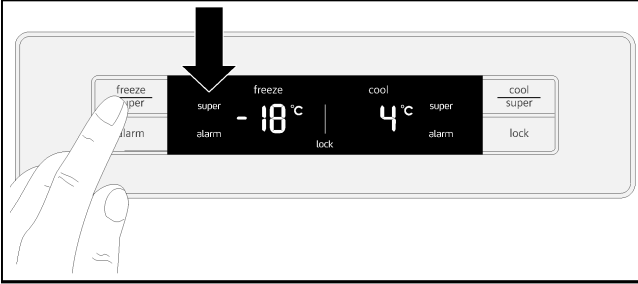 freeze
super
alarm
freeze
super
-18°C
alarm
lock
cool
4°C
super
alarm
cool
super
lock